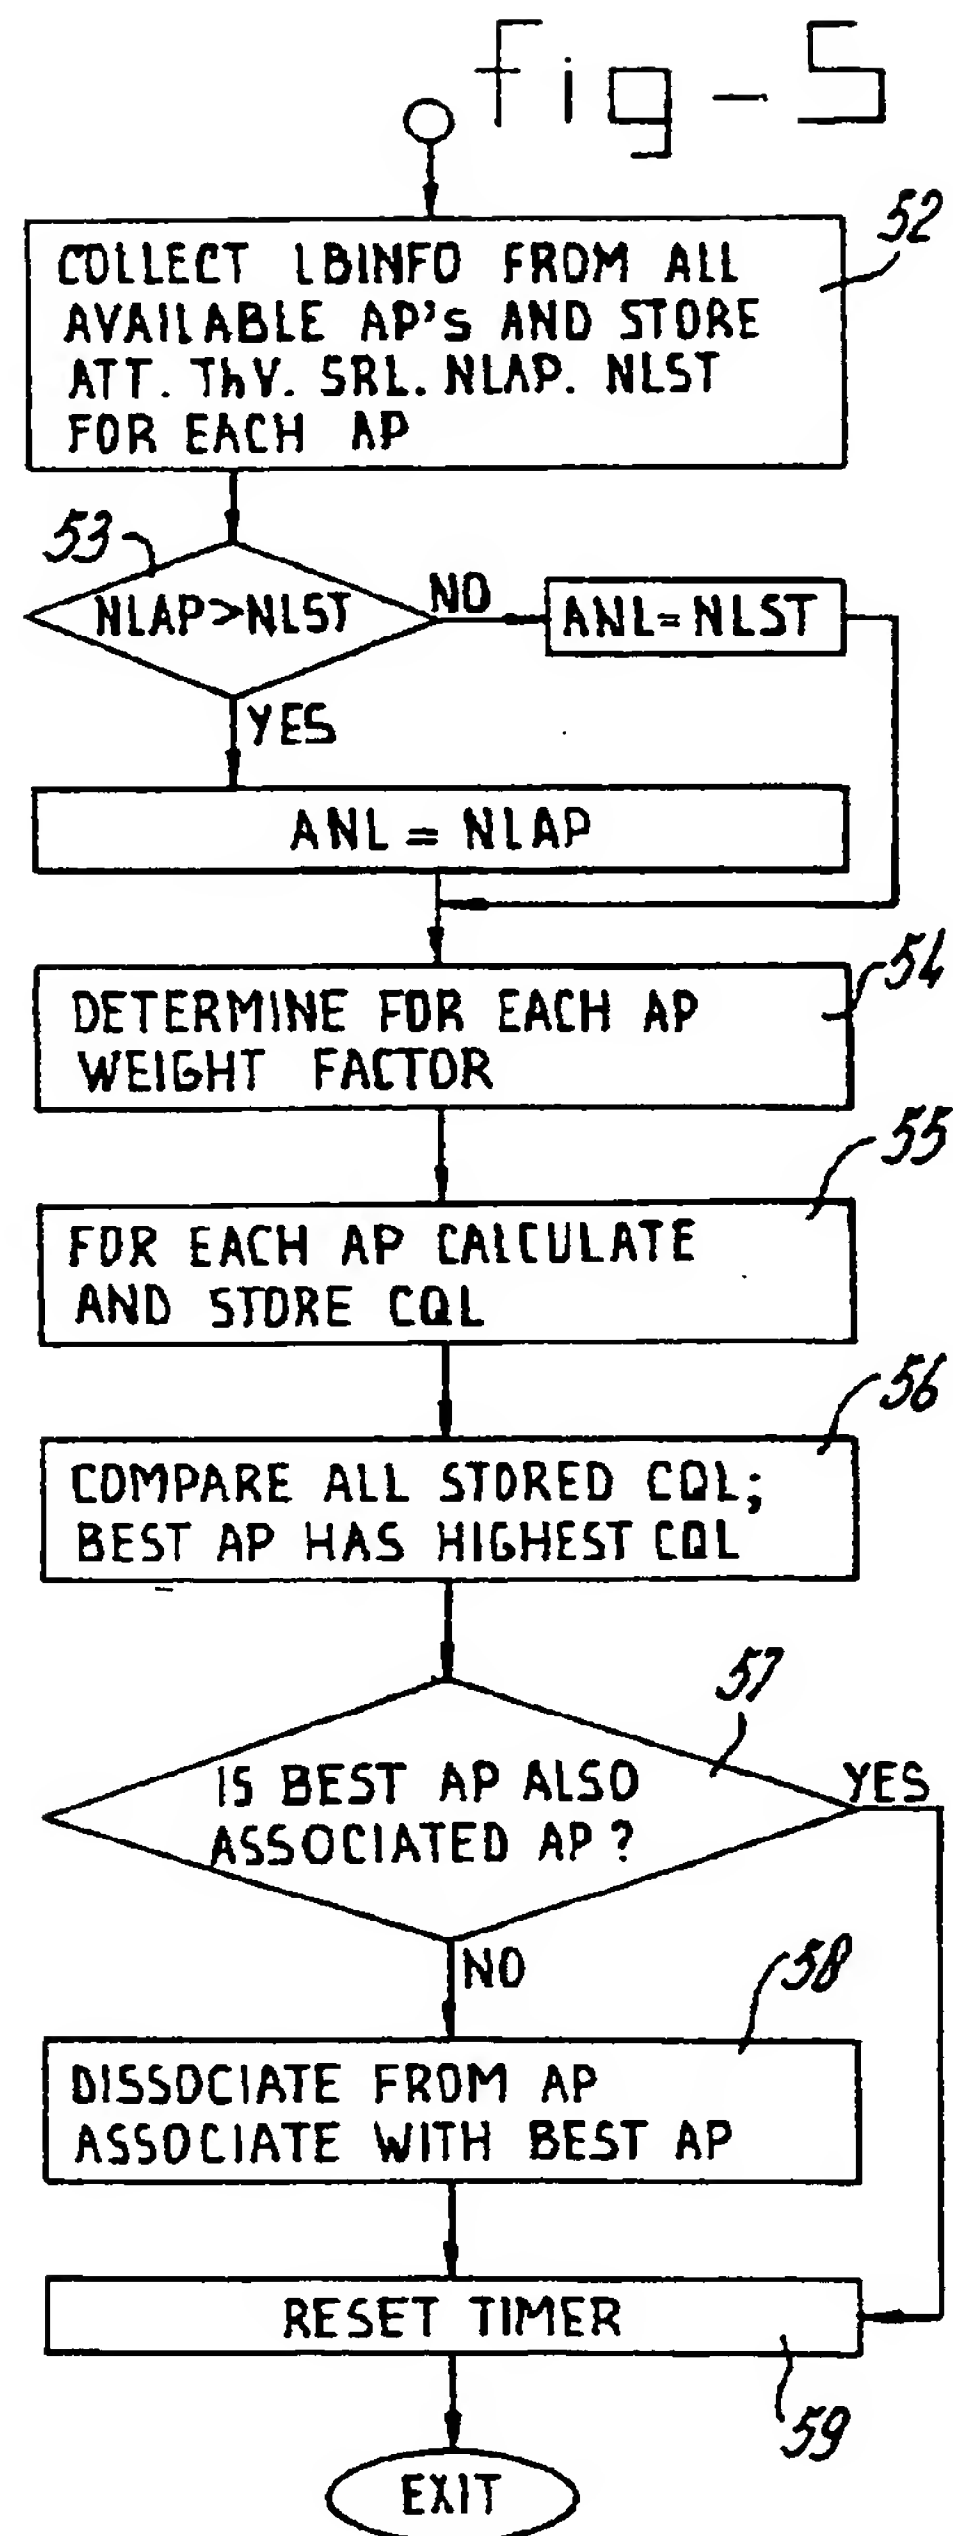 fig-5
52
COLLECT LBINFO FROM ALL
AVAILABLE AP's AND STORE
ATT. ThV. SRL. NLAP. NLST
FOR EACH AP
53
NLAP>NLST
NO
ANL=NLST
YES
ANL = NLAP
54
DETERMINE FOR EACH AP
WEIGHT FACTOR
55
FOR EACH AP CALCULATE
AND STORE CQL
56
COMPARE ALL STORED CQL;
BEST AP HAS HIGHEST CQL
57
IS BEST AP ALSO
ASSOCIATED AP ?
YES
NO
58
DISSOCIATE FROM AP
ASSOCIATE WITH BEST AP
RESET TIMER
59
EXIT